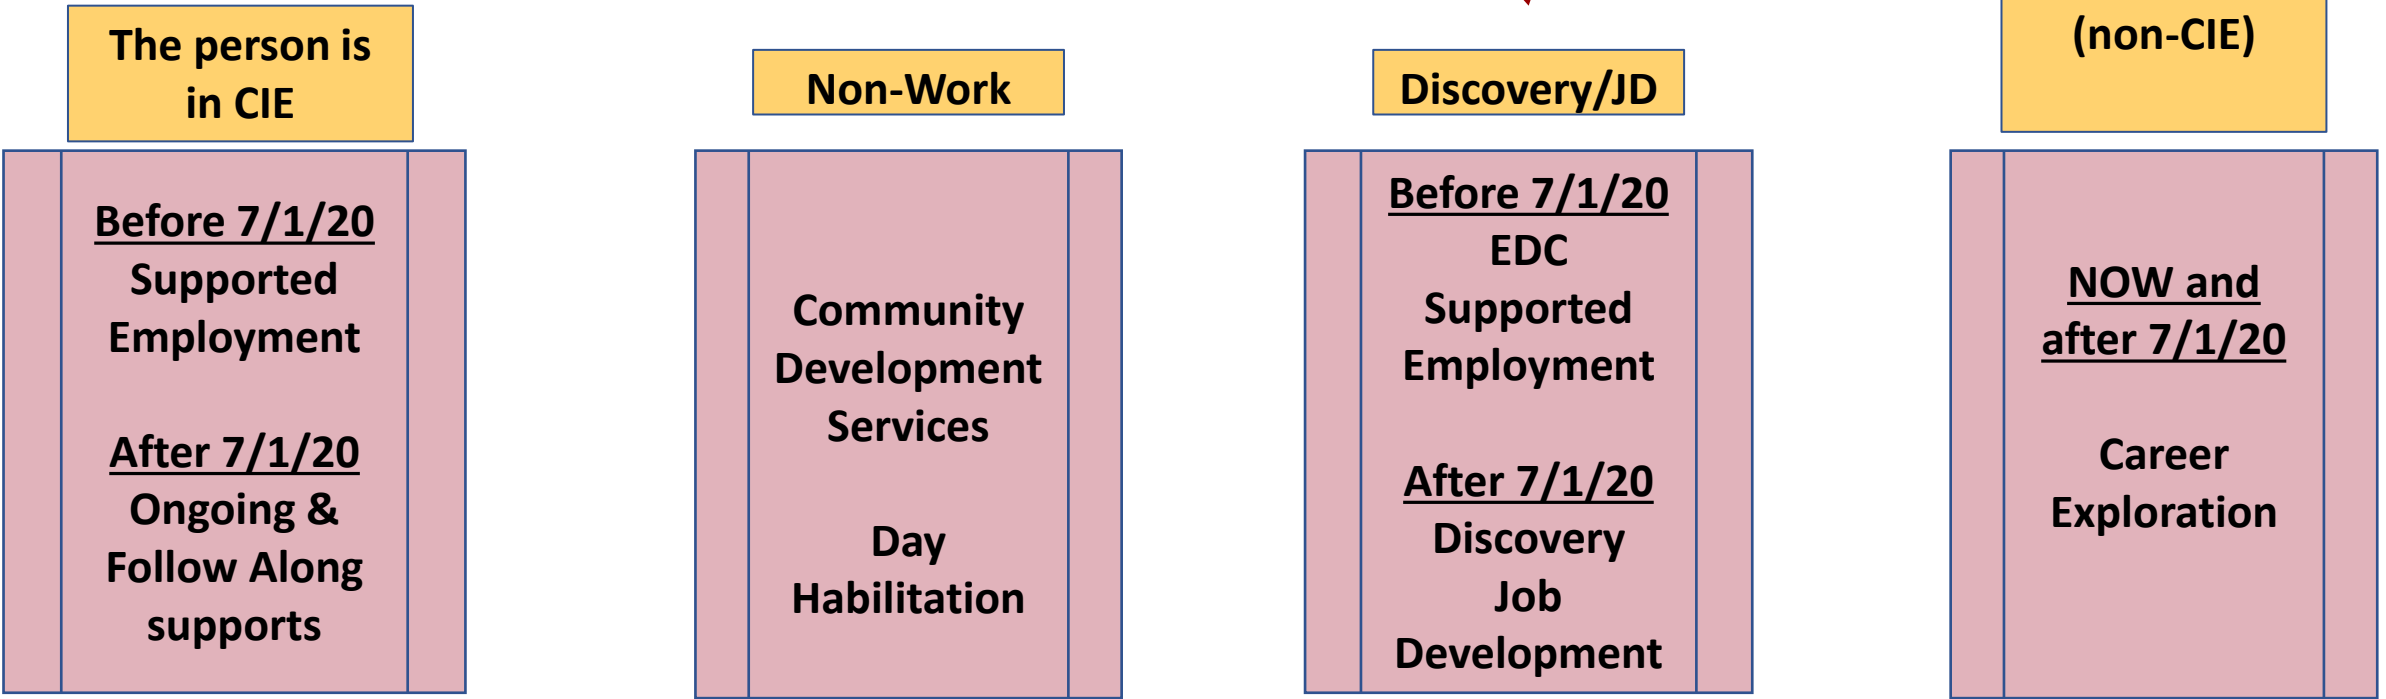 The person is
in CIE
Before 7/1/20
Supported
Employment
After 7/1/20
Ongoing &
Follow Along
supports
Non-Work
Community
Development
Services
Day
Habilitation
Discovery/JD
Before 7/1/20
EDC
Supported
Employment
After 7/1/20
Discovery
Job
Development
(non-CIE)
NOW and
after 7/1/20
Career
Exploration